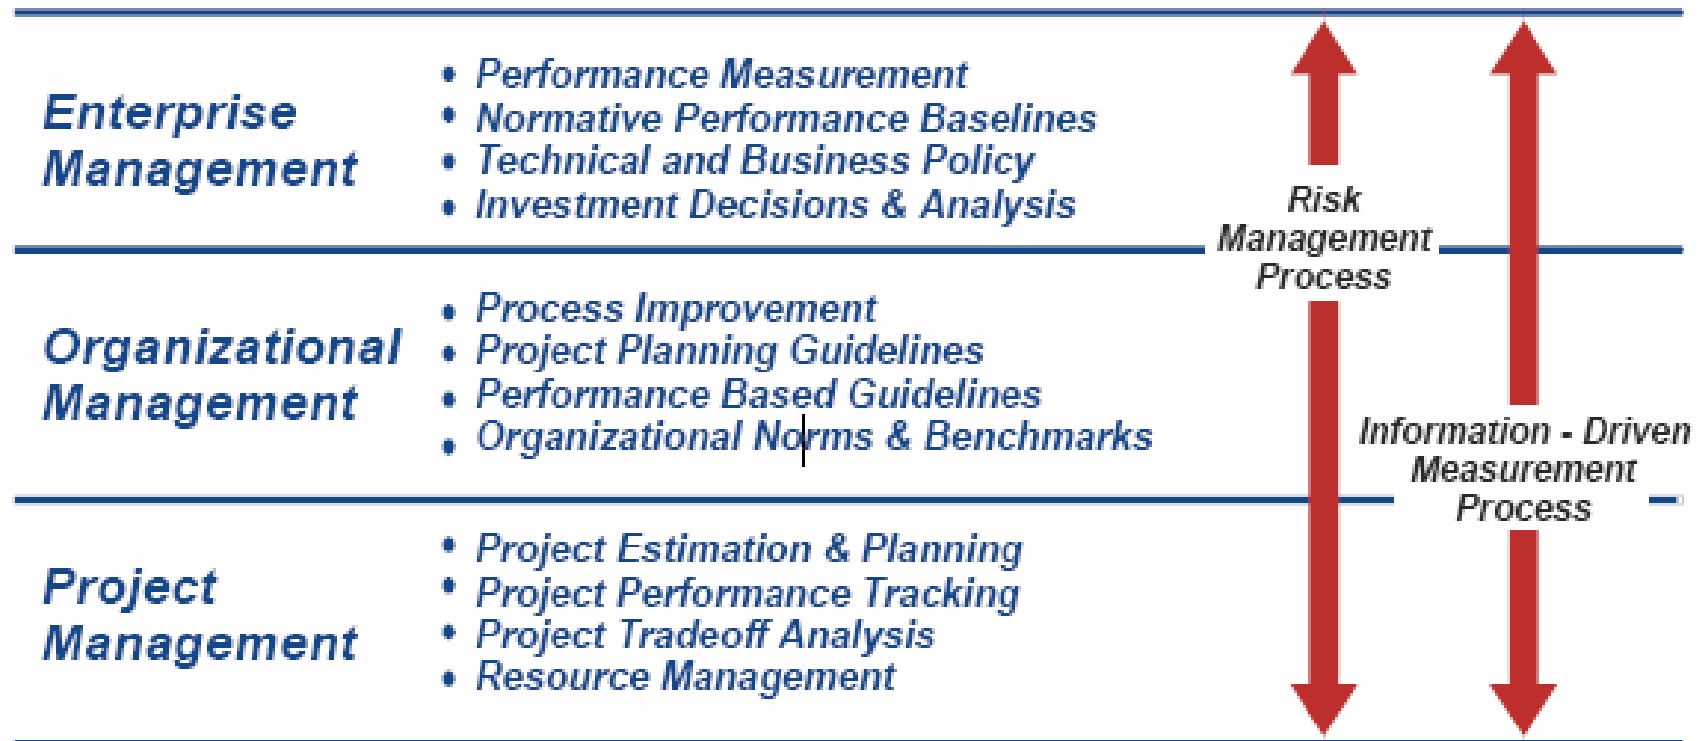 Enterprise
Management
• Performance Measurement
• Normative Performance Baselines
• Technical and Business Policy
• Investment Decisions & Analysis
Organizational
Management
• Process Improvement
• Project Planning Guidelines
• Performance Based Guidelines
• Organizational Norms & Benchmarks
Project
Management
• Project Estimation & Planning
• Project Performance Tracking
• Project Tradeoff Analysis
• Resource Management
Risk
Management
Process
Information - Driven
Measurement
Process